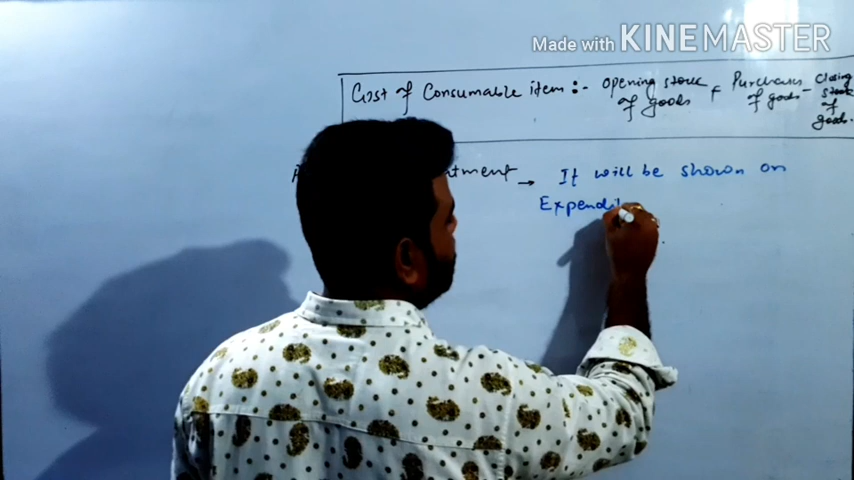 Made with KINEMASTER
Cost of Consumable item :- opening stock of goods + Purchases of goods - Closing stock of goods.
It will be shown on
Expendit